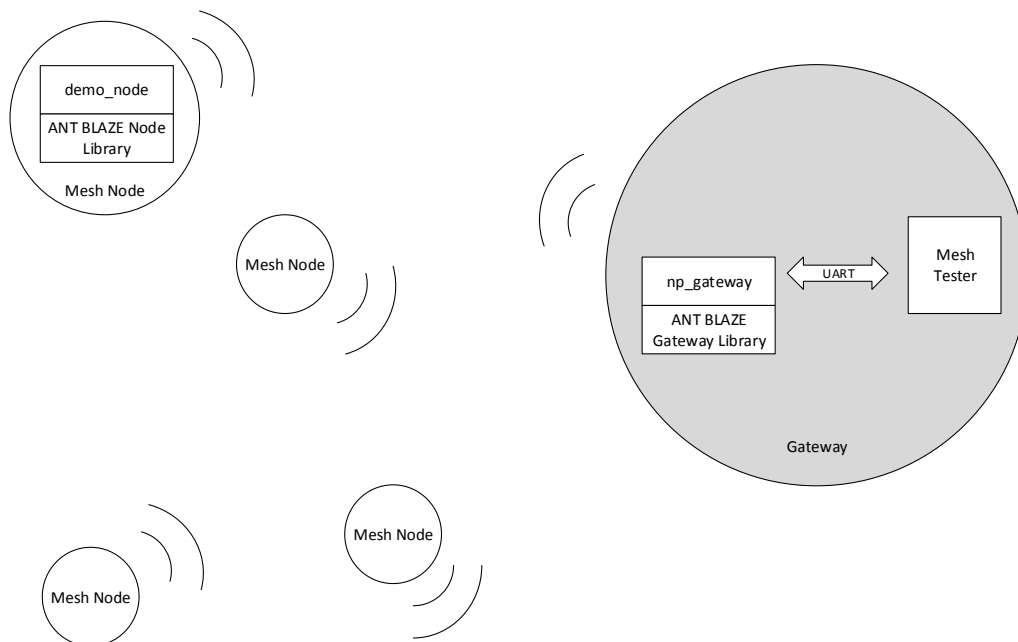 demo_node
ANT BLAZE Node
Library
Mesh Node
Mesh Node
np_gateway
ANT BLAZE
Gateway Library
UART
Mesh
Tester
Gateway
Mesh Node
Mesh Node